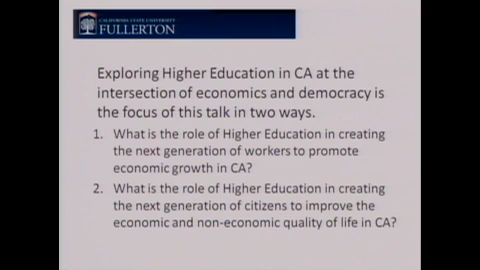 CALIFORNIA STATE UNIVERSITY
FULLERTON
Exploring Higher Education in CA at the
intersection of economics and democracy is
the focus of this talk in two ways.
1. What is the role of Higher Education in creating
the next generation of workers to promote
economic growth in CA?
2. What is the role of Higher Education in creating
the next generation of citizens to improve the
economic and non-economic quality of life in CA?